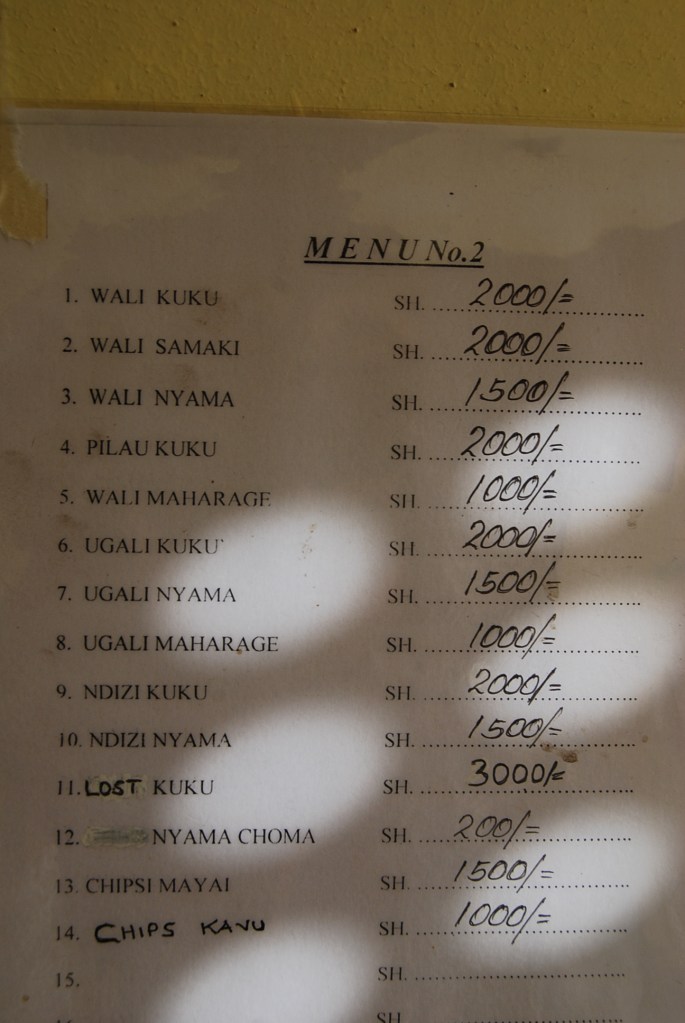 MENU No.2
1. WALI KUKU SH. 2000/=
2. WALI SAMAKI SH. 2000/=
3. WALI NYAMA SH. 1500/=
4. PILAU KUKU SH. 2000/=
5. WALI MAHARAGE SH. 1000/=
6. UGALI KUKU SH. 2000/=
7. UGALI NYAMA SH. 1500/=
8. UGALI MAHARAGE SH. 1000/=
9. NDIZI KUKU SH. 2000/=
10. NDIZI NYAMA SH. 1500/=
11. LOST KUKU SH. 3000/=
12. NYAMA CHOMA SH. 200/=
13. CHIPSI MAYAI SH. 1500/=
14. CHIPS KAVU SH. 1000/=
15. SH.
SH.